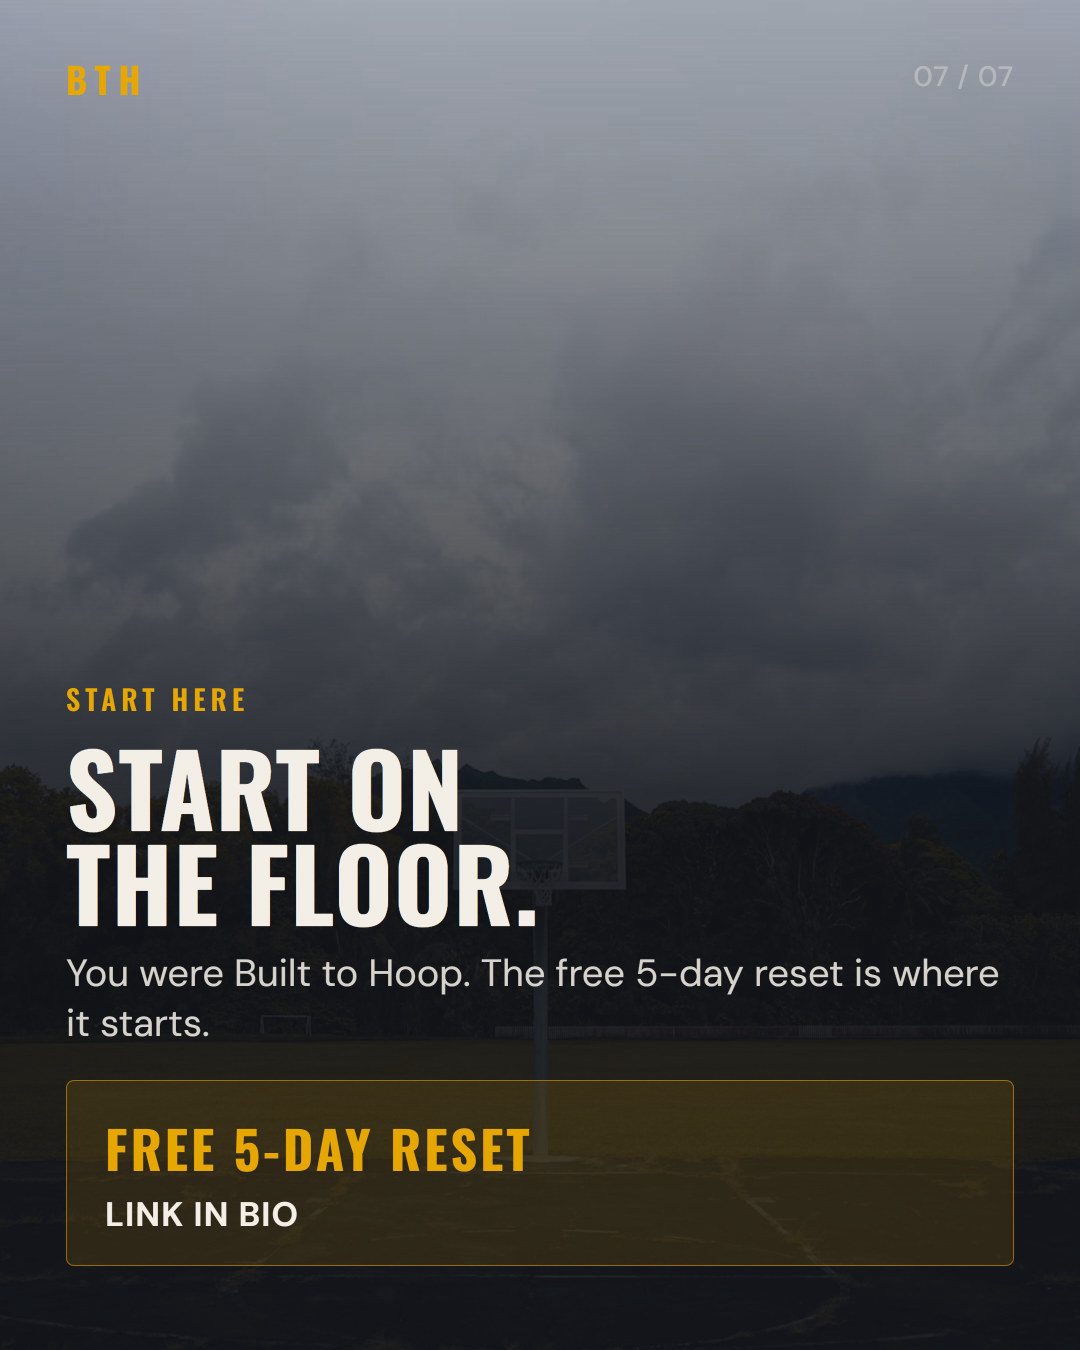 BTH
07 / 07
START HERE
START ON
THE FLOOR.
You were Built to Hoop. The free 5-day reset is where
it starts.
FREE 5-DAY RESET
LINK IN BIO